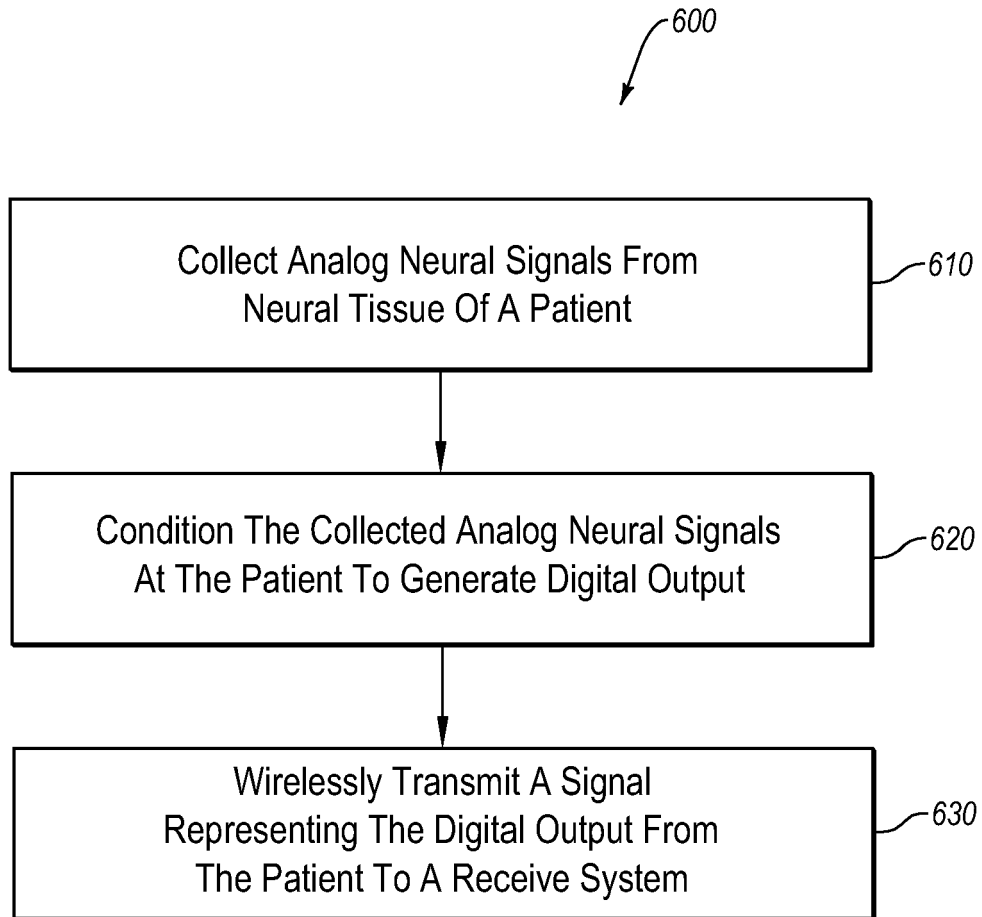 600
Collect Analog Neural Signals From
Neural Tissue Of A Patient
610
Condition The Collected Analog Neural Signals
At The Patient To Generate Digital Output
620
Wirelessly Transmit A Signal
Representing The Digital Output From
The Patient To A Receive System
630